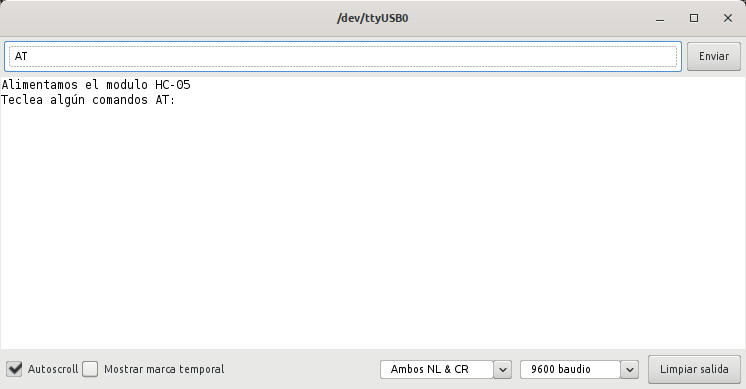 /dev/ttyUSB0
AT
Enviar
Alimentamos el modulo HC-05
Teclea algún comandos AT:
Autoscroll
Mostrar marca temporal
Ambos NL & CR
9600 baudio
Limpiar salida